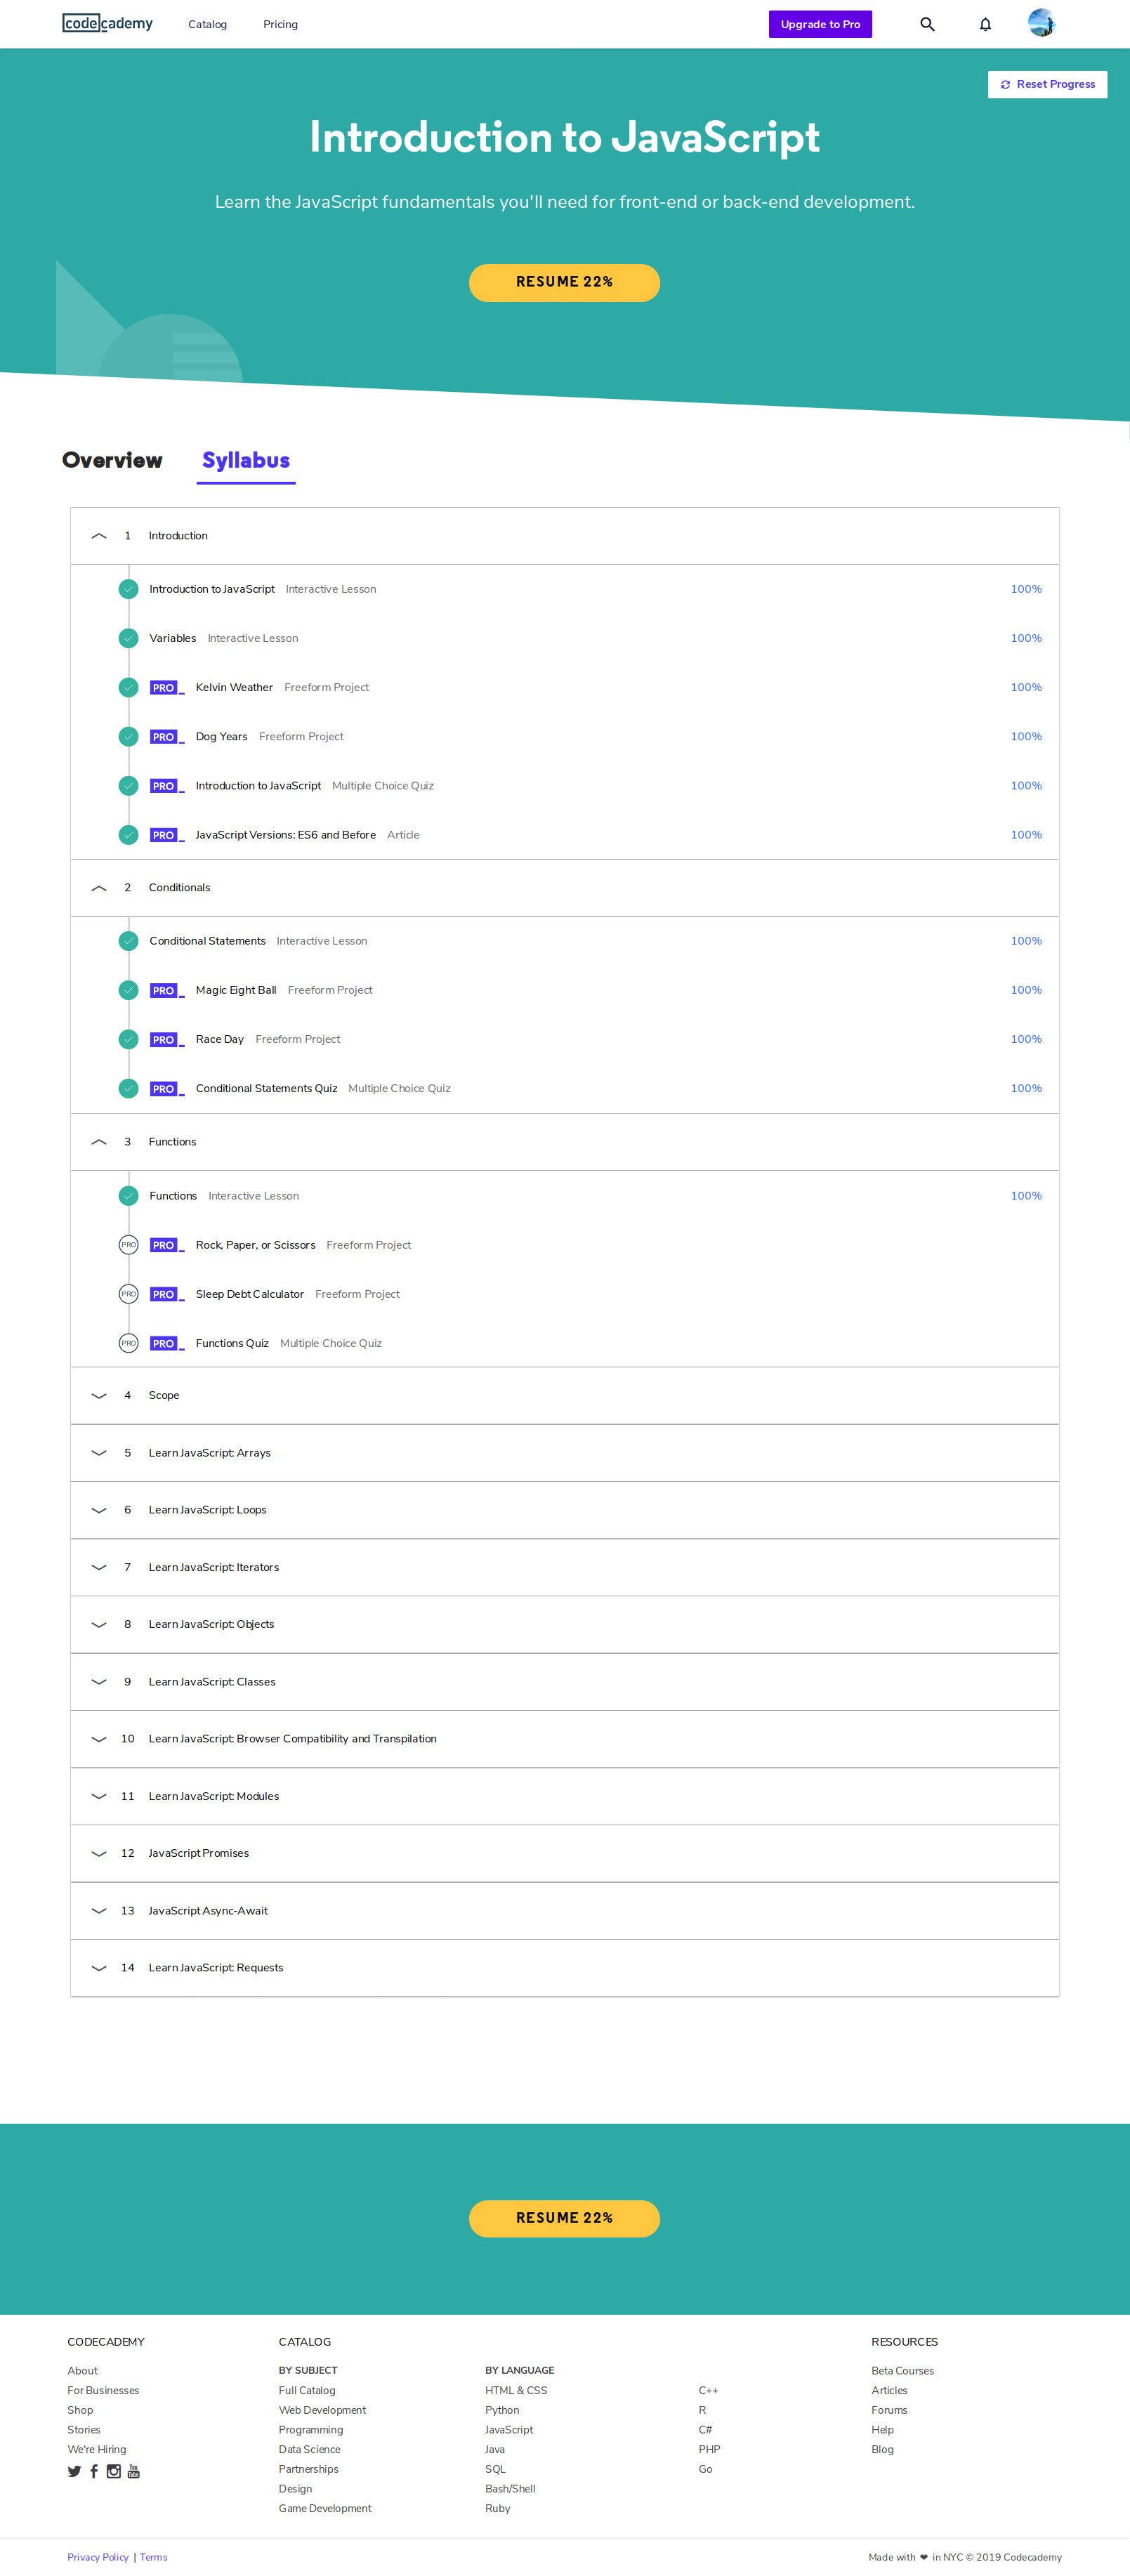 codecademy Catalog Pricing Upgrade to Pro
Reset Progress
Introduction to JavaScript
Learn the JavaScript fundamentals you'll need for front-end or back-end development.
RESUME 22%
Overview Syllabus
1 Introduction
Introduction to JavaScript Interactive Lesson 100%
Variables Interactive Lesson 100%
PRO Kelvin Weather Freeform Project 100%
PRO Dog Years Freeform Project 100%
PRO Introduction to JavaScript Multiple Choice Quiz 100%
PRO JavaScript Versions: ES6 and Before Article 100%
2 Conditionals
Conditional Statements Interactive Lesson 100%
PRO Magic Eight Ball Freeform Project 100%
PRO Race Day Freeform Project 100%
PRO Conditional Statements Quiz Multiple Choice Quiz 100%
3 Functions
Functions Interactive Lesson 100%
PRO PRO Rock, Paper, or Scissors Freeform Project
PRO PRO Sleep Debt Calculator Freeform Project
PRO PRO Functions Quiz Multiple Choice Quiz
4 Scope
5 Learn JavaScript: Arrays
6 Learn JavaScript: Loops
7 Learn JavaScript: Iterators
8 Learn JavaScript: Objects
9 Learn JavaScript: Classes
10 Learn JavaScript: Browser Compatibility and Transpilation
11 Learn JavaScript: Modules
12 JavaScript Promises
13 JavaScript Async-Await
14 Learn JavaScript: Requests
RESUME 22%
CODECADEMY
About
For Businesses
Shop
Stories
We're Hiring
You Tube
CATALOG
BY SUBJECT
Full Catalog
Web Development
Programming
Data Science
Partnerships
Design
Game Development
BY LANGUAGE
HTML & CSS
Python
JavaScript
Java
SQL
Bash/Shell
Ruby
C++
R
C#
PHP
Go
RESOURCES
Beta Courses
Articles
Forums
Help
Blog
Privacy Policy | Terms
Made with ❤ in NYC © 2019 Codecademy